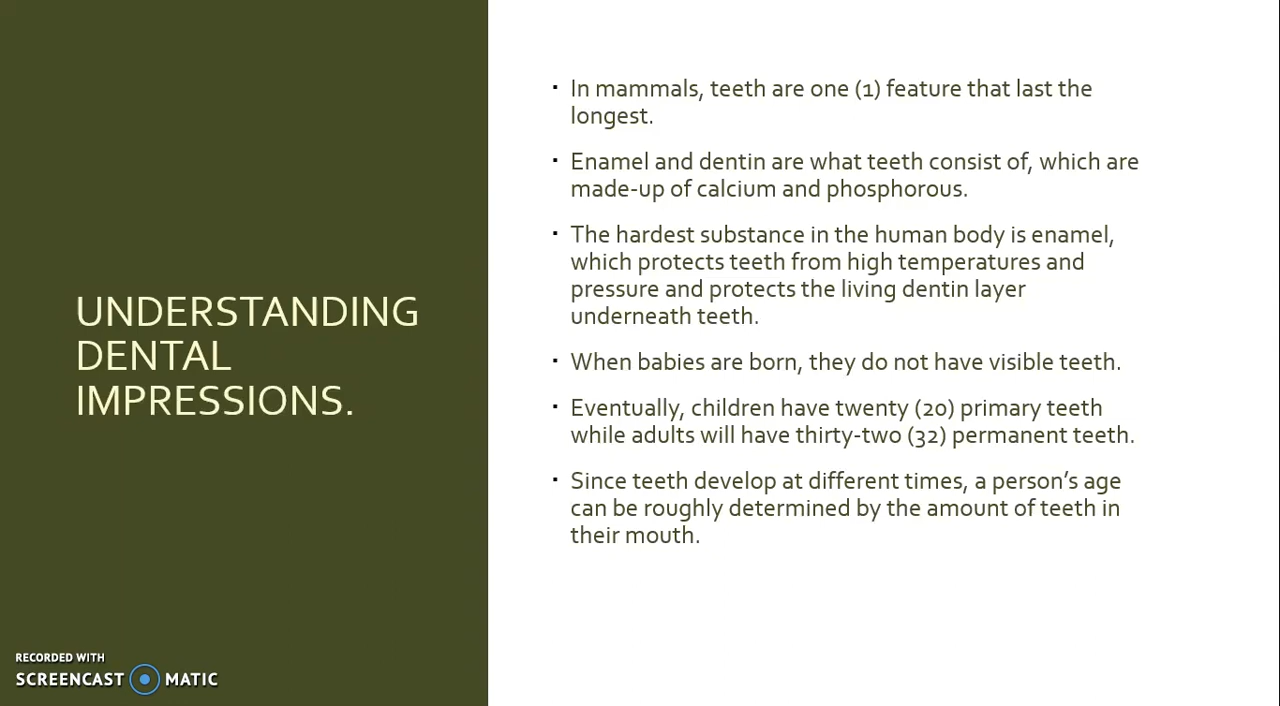 UNDERSTANDING
DENTAL
IMPRESSIONS.
▪ In mammals, teeth are one (1) feature that last the
longest.
▪ Enamel and dentin are what teeth consist of, which are
made-up of calcium and phosphorous.
▪ The hardest substance in the human body is enamel,
which protects teeth from high temperatures and
pressure and protects the living dentin layer
underneath teeth.
▪ When babies are born, they do not have visible teeth.
▪ Eventually, children have twenty (20) primary teeth
while adults will have thirty-two (32) permanent teeth.
▪ Since teeth develop at different times, a person’s age
can be roughly determined by the amount of teeth in
their mouth.
RECORDED WITH
SCREENCAST MATIC